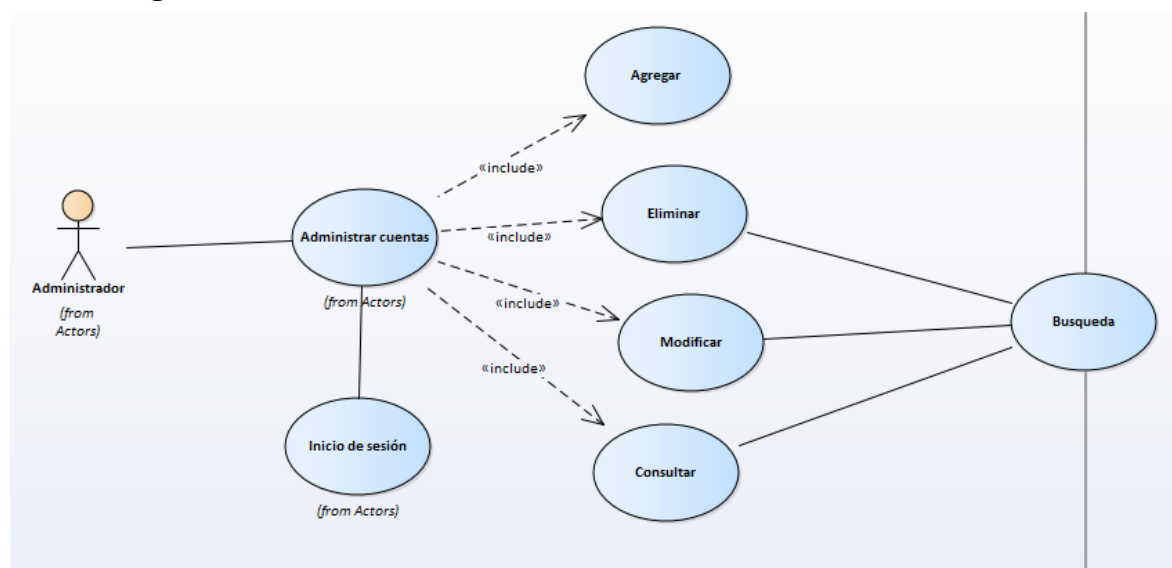 Agregar
«include»
Eliminar
Administrar cuentas
«include»
(from Actors)
Administrador
(from
Actors)
«include»
Modificar
Busqueda
«include»
Inicio de sesión
(from Actors)
Consultar